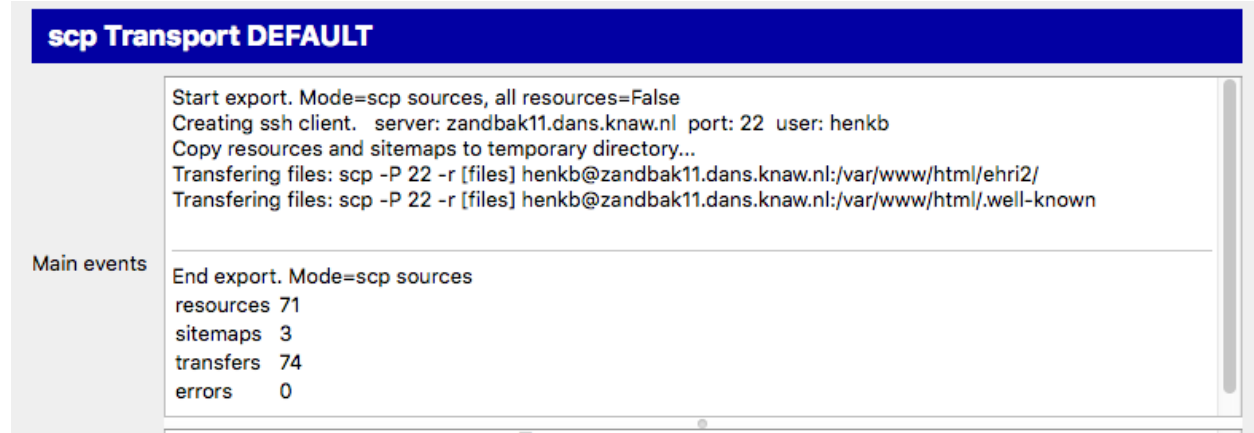 scp Transport DEFAULT
Start export. Mode=scp sources, all resources=False
Creating ssh client. server: zandbak11.dans.knaw.nl port: 22 user: henkb
Copy resources and sitemaps to temporary directory...
Transfering files: scp -P 22 -r [files] henkb@zandbak11.dans.knaw.nl:/var/www/html/ehri2/
Transfering files: scp -P 22 -r [files] henkb@zandbak11.dans.knaw.nl:/var/www/html/.well-known
Main events
End export. Mode=scp sources
resources 71
sitemaps 3
transfers 74
errors 0